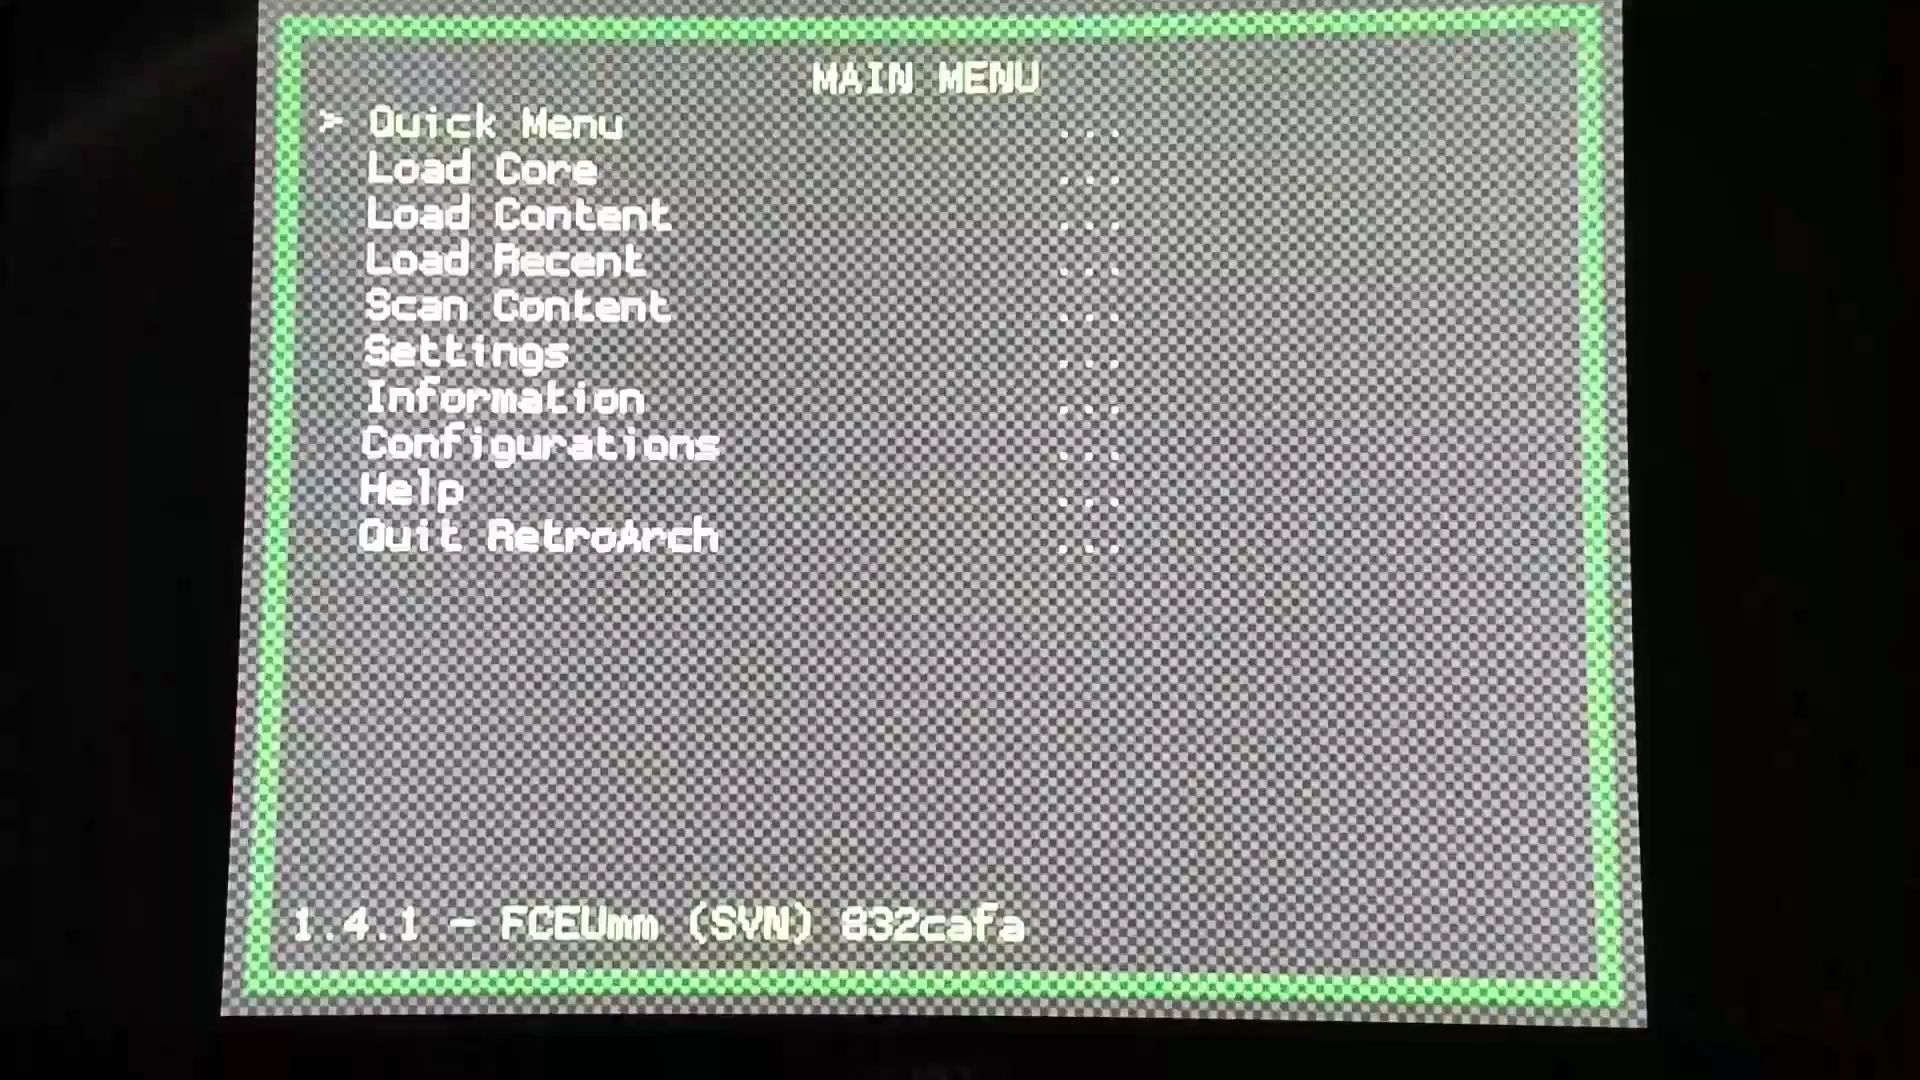 MAIN MENU
> Quick Menu ...
Load Core ...
Load Content ...
Load Recent ...
Scan Content ...
Settings ...
Information ...
Configurations ...
Help ...
Quit RetroArch ...
1.4.1 - FCEUmm (SVN) 832cafa